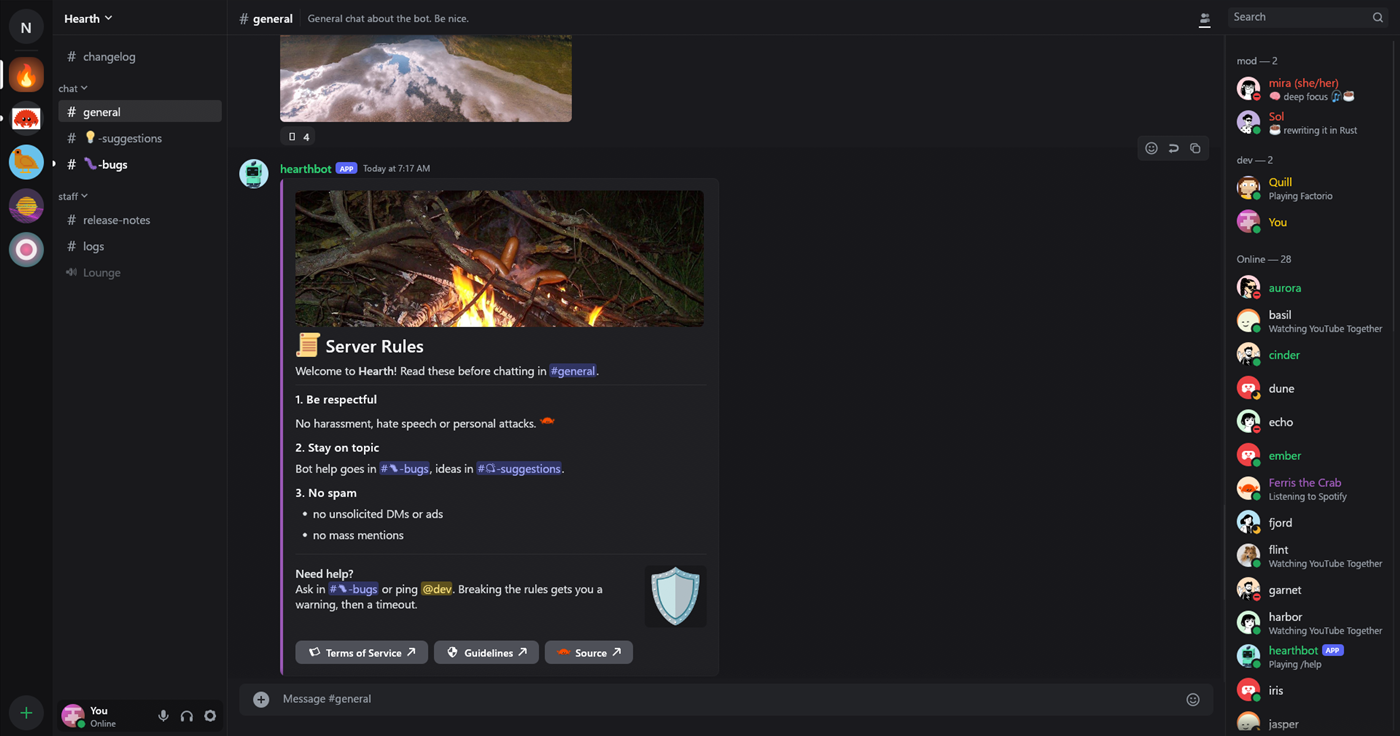 N
Hearth
# general
General chat about the bot. Be nice.
Search
# changelog
chat
# general
# 💡-suggestions
# 🐛-bugs
staff
# release-notes
# logs
Lounge
You
Online
4
hearthbot APP Today at 7:17 AM
📜 Server Rules
Welcome to Hearth! Read these before chatting in #general.
1. Be respectful
No harassment, hate speech or personal attacks.
2. Stay on topic
Bot help goes in #🐛-bugs, ideas in #💡-suggestions.
3. No spam
• no unsolicited DMs or ads
• no mass mentions
Need help?
Ask in #🐛-bugs or ping @dev. Breaking the rules gets you a
warning, then a timeout.
Terms of Service
Guidelines
Source
Message #general
mod — 2
mira (she/her)
🧠 deep focus 🎵☕
Sol
☕ rewriting it in Rust
dev — 2
Quill
Playing Factorio
You
Online — 28
aurora
basil
Watching YouTube Together
cinder
dune
echo
ember
Ferris the Crab
Listening to Spotify
fjord
flint
Watching YouTube Together
garnet
harbor
Watching YouTube Together
hearthbot APP
Playing /help
iris
jasper